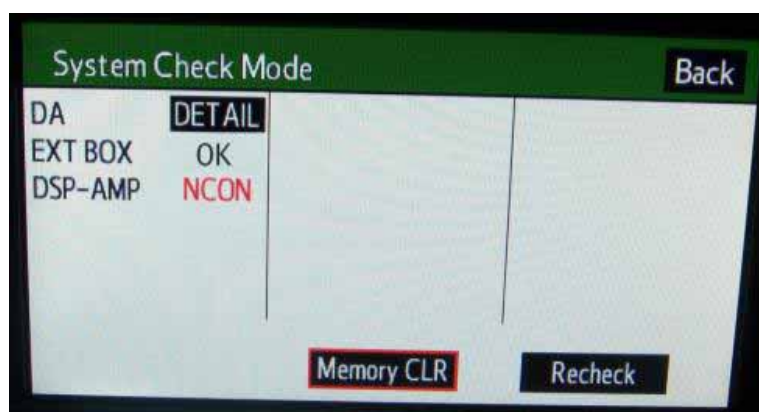 System Check Mode
Back
DA DETAIL
EXT BOX OK
DSP-AMP NCON
Memory CLR
Recheck